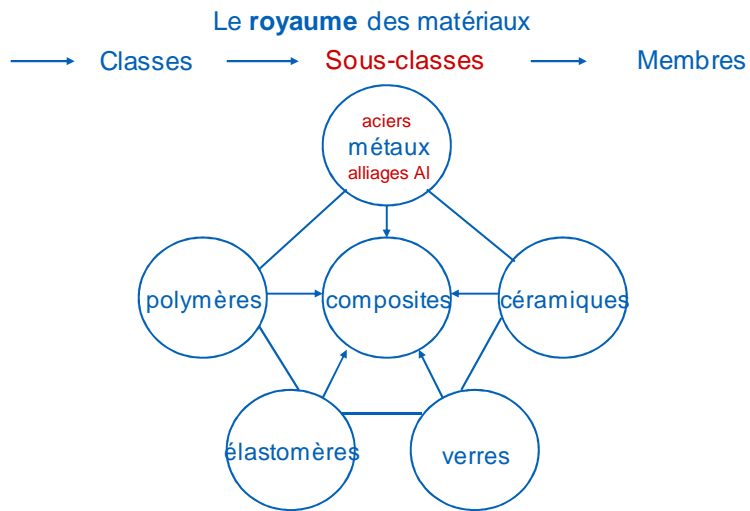 Le royaume des matériaux
Classes Sous-classes Membres
aciers
métaux
alliages Al
polymères composites céramiques
élastomères verres